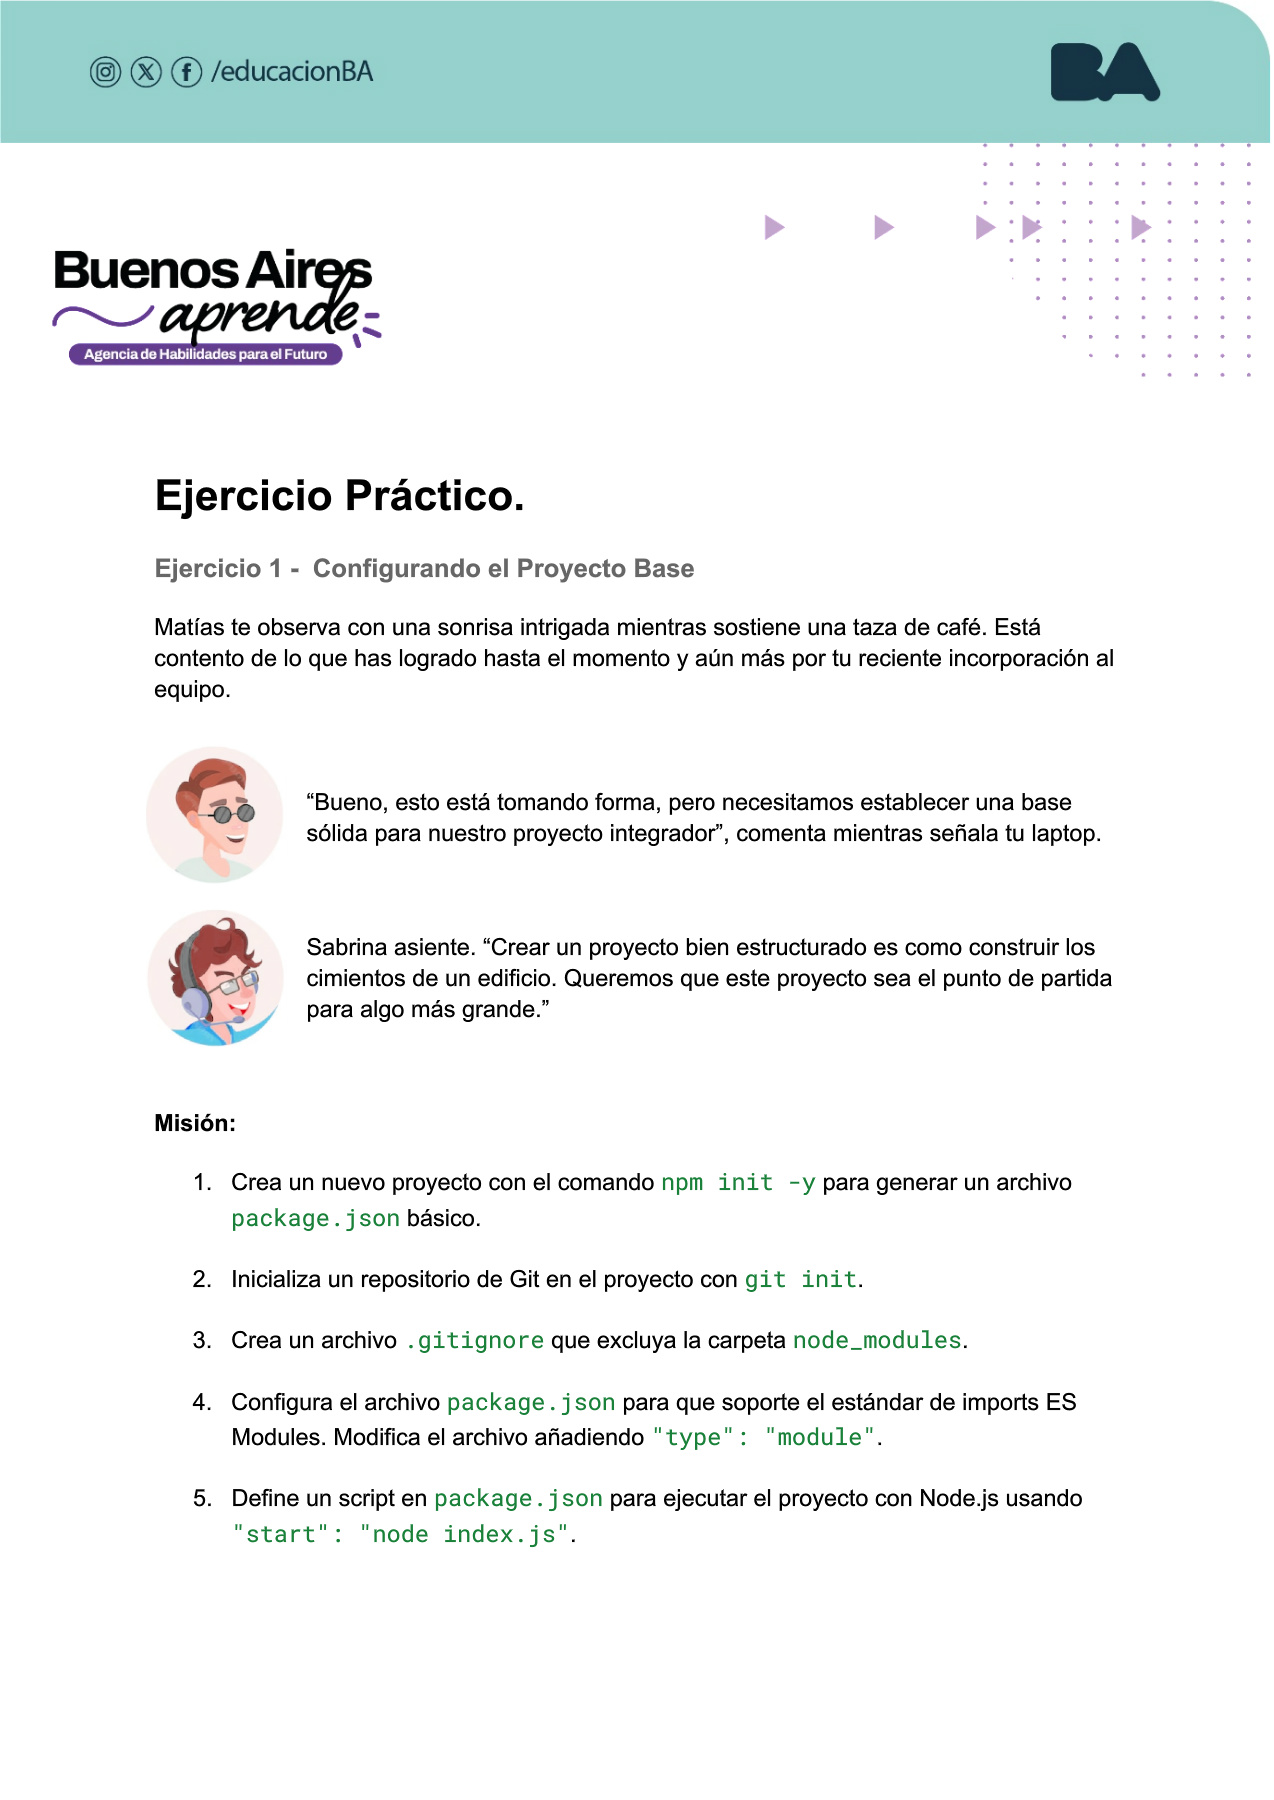 /educacionBA
BA
Buenos Aires
aprende
Agencia de Habilidades para el Futuro
Ejercicio Práctico.
Ejercicio 1 -  Configurando el Proyecto Base
Matías te observa con una sonrisa intrigada mientras sostiene una taza de café. Está
contento de lo que has logrado hasta el momento y aún más por tu reciente incorporación al
equipo.
“Bueno, esto está tomando forma, pero necesitamos establecer una base
sólida para nuestro proyecto integrador”, comenta mientras señala tu laptop.
Sabrina asiente. “Crear un proyecto bien estructurado es como construir los
cimientos de un edificio. Queremos que este proyecto sea el punto de partida
para algo más grande.”
Misión:
1. Crea un nuevo proyecto con el comando npm init -y para generar un archivo
package.json básico.
2. Inicializa un repositorio de Git en el proyecto con git init.
3. Crea un archivo .gitignore que excluya la carpeta node_modules.
4. Configura el archivo package.json para que soporte el estándar de imports ES
Modules. Modifica el archivo añadiendo "type": "module".
5. Define un script en package.json para ejecutar el proyecto con Node.js usando
"start": "node index.js".